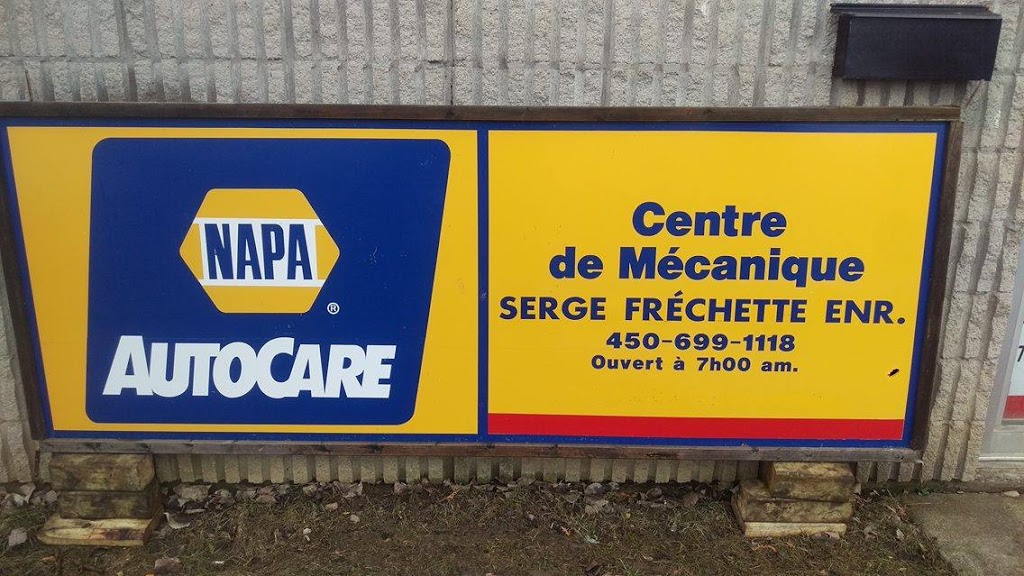 NAPA
®
AUTOCARE
Centre
de Mécanique
SERGE FRÉCHETTE ENR.
450-699-1118
Ouvert à 7h00 am.